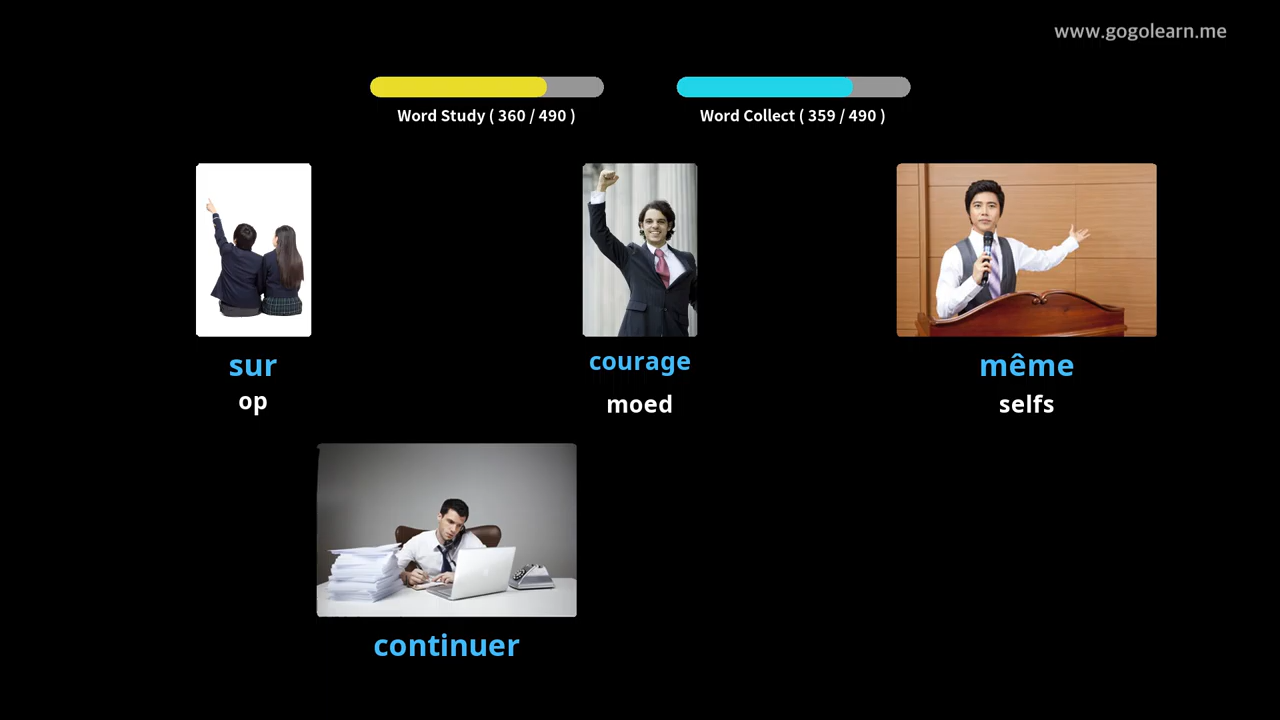 www.gogolearn.me
Word Study ( 360 / 490 )
Word Collect ( 359 / 490 )
sur
op
courage
moed
même
selfs
continuer